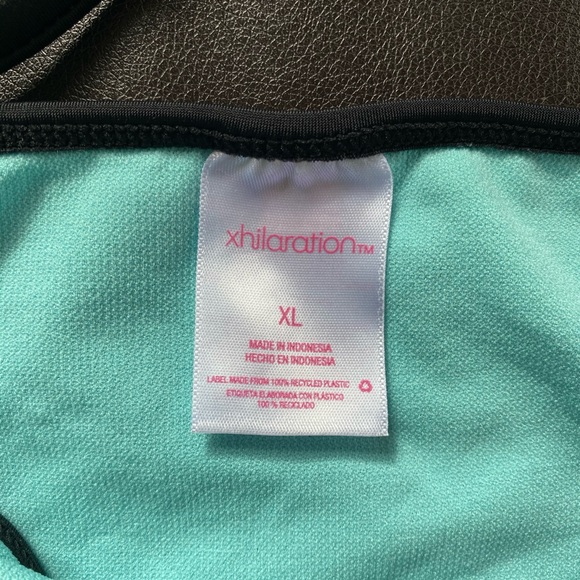 xhilaration™
XL
MADE IN INDONESIA
HECHO EN INDONESIA
LABEL MADE FROM 100% RECYCLED PLASTIC
ETIQUETA ELABORADA CON PLÁSTICO
100 % RECICLADO